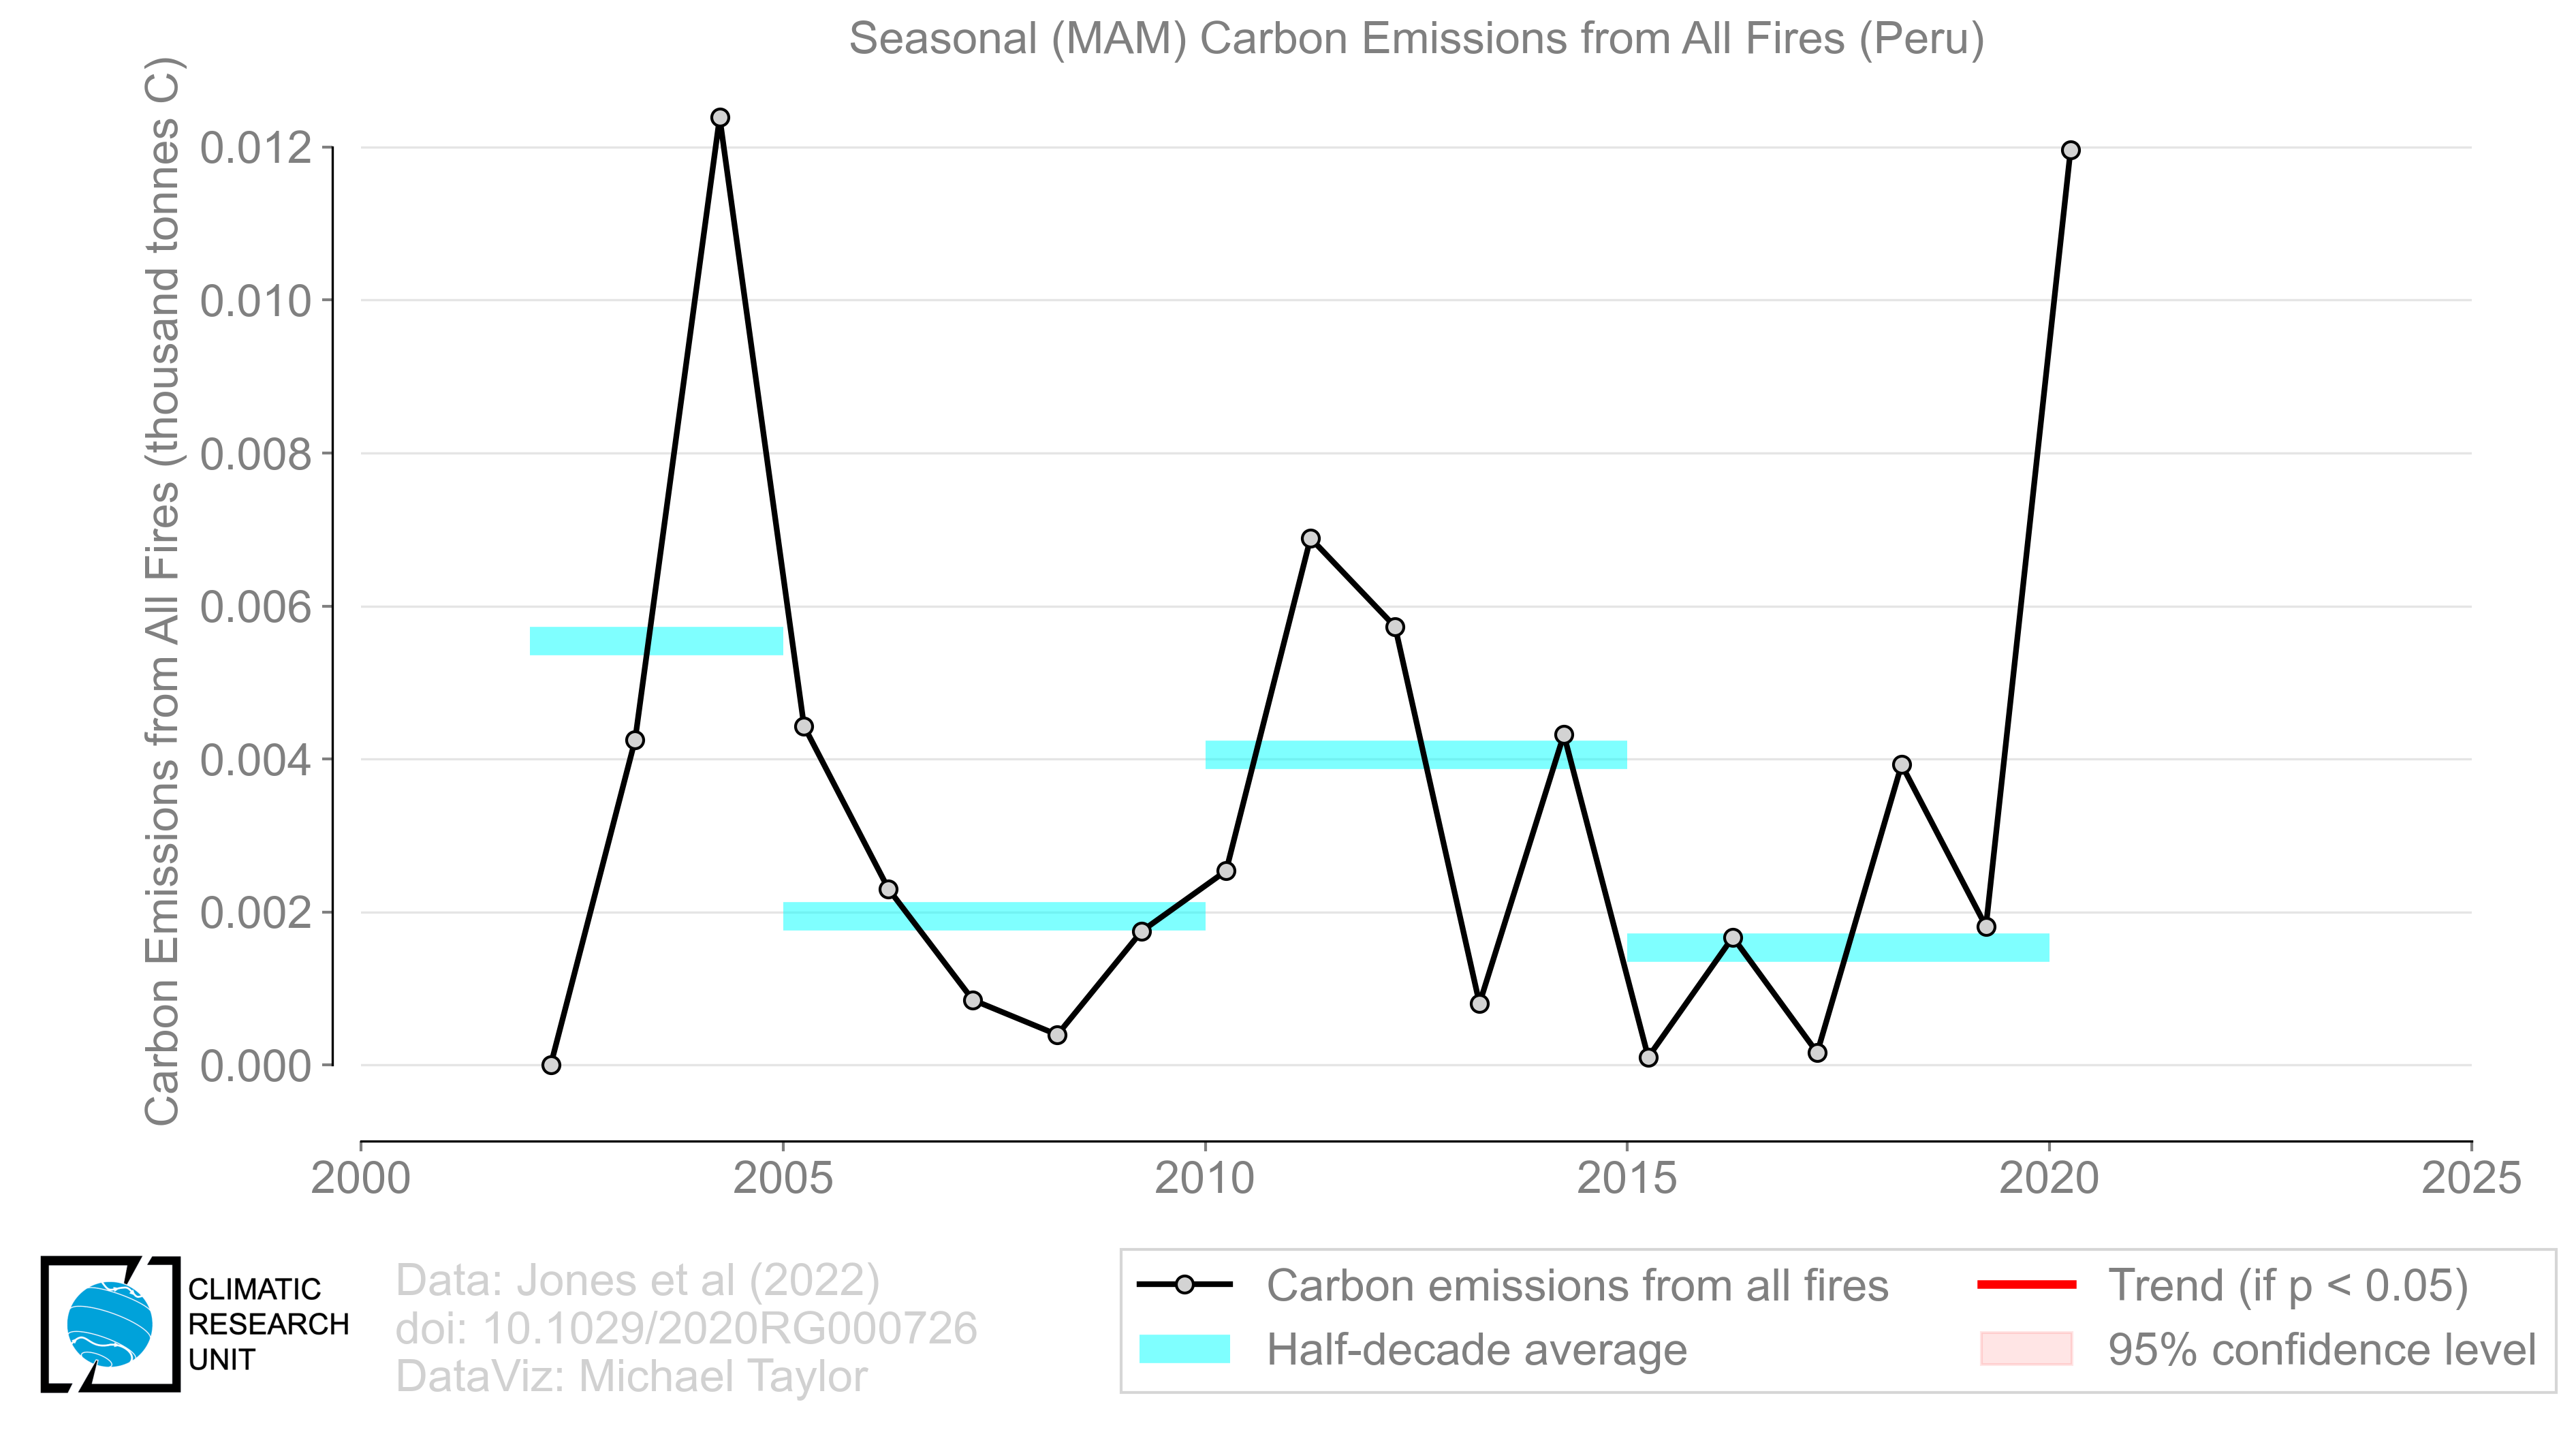 Seasonal (MAM) Carbon Emissions from All Fires (Peru)
Carbon Emissions from All Fires (thousand tonnes C)
0.012
0.010
0.008
0.006
0.004
0.002
0.000
2000 2005 2010 2015 2020 2025
CLIMATIC
RESEARCH
UNIT
Data: Jones et al (2022)
doi: 10.1029/2020RG000726
DataViz: Michael Taylor
Carbon emissions from all fires
Half-decade average
Trend (if p < 0.05)
95% confidence level